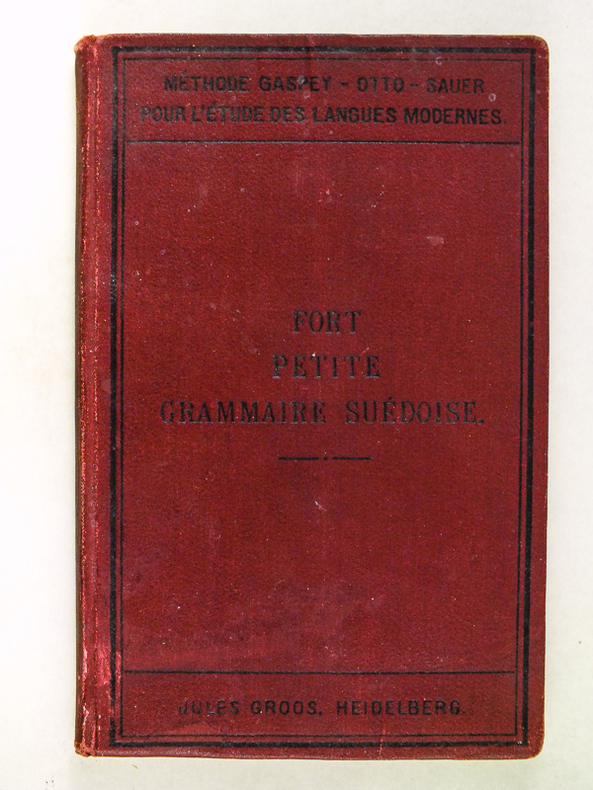 MÉTHODE GASPEY - OTTO - SAUER
POUR L'ÉTUDE DES LANGUES MODERNES.
FORT
PETITE
GRAMMAIRE SUÉDOISE.
JULES GROOS, HEIDELBERG.